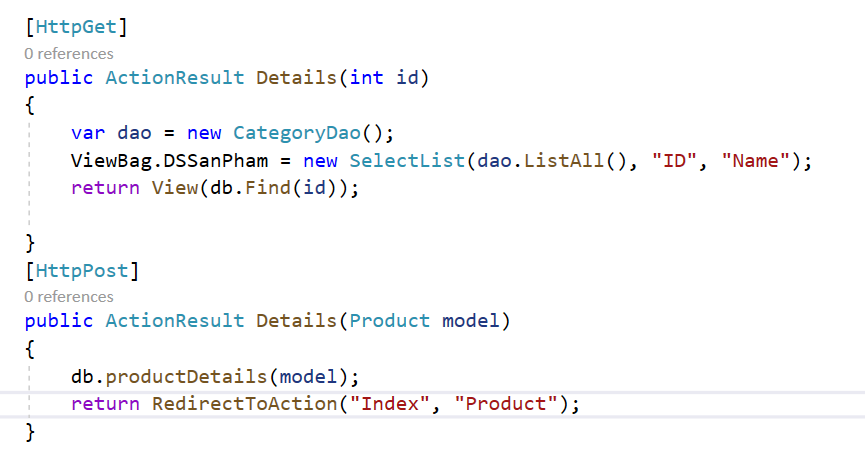 [HttpGet]
0 references
public ActionResult Details(int id)
{
var dao = new CategoryDao();
ViewBag.DSSanPham = new SelectList(dao.ListAll(), "ID", "Name");
return View(db.Find(id));
}
[HttpPost]
0 references
public ActionResult Details(Product model)
{
db.productDetails(model);
return RedirectToAction("Index", "Product");
}